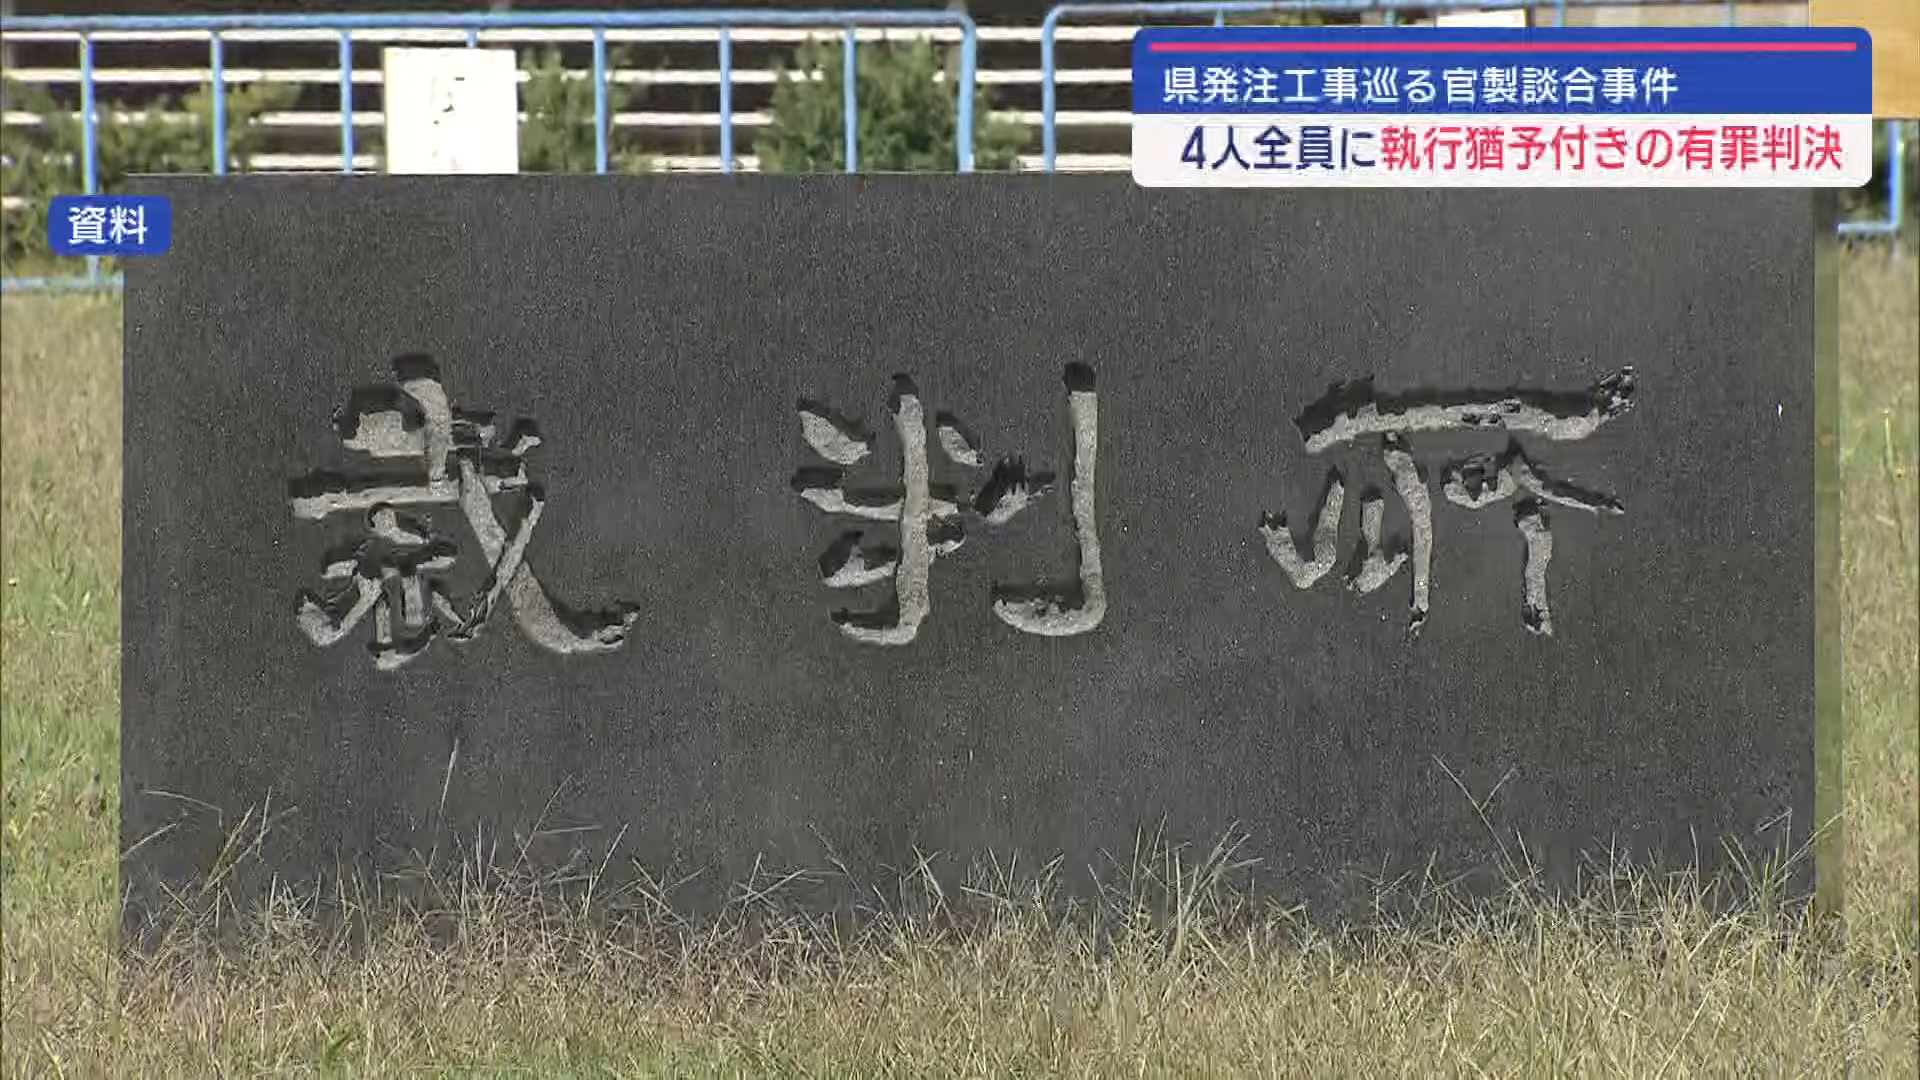 県発注工事巡る官製談合事件
4人全員に執行猶予付きの有罪判決
資料
裁判所